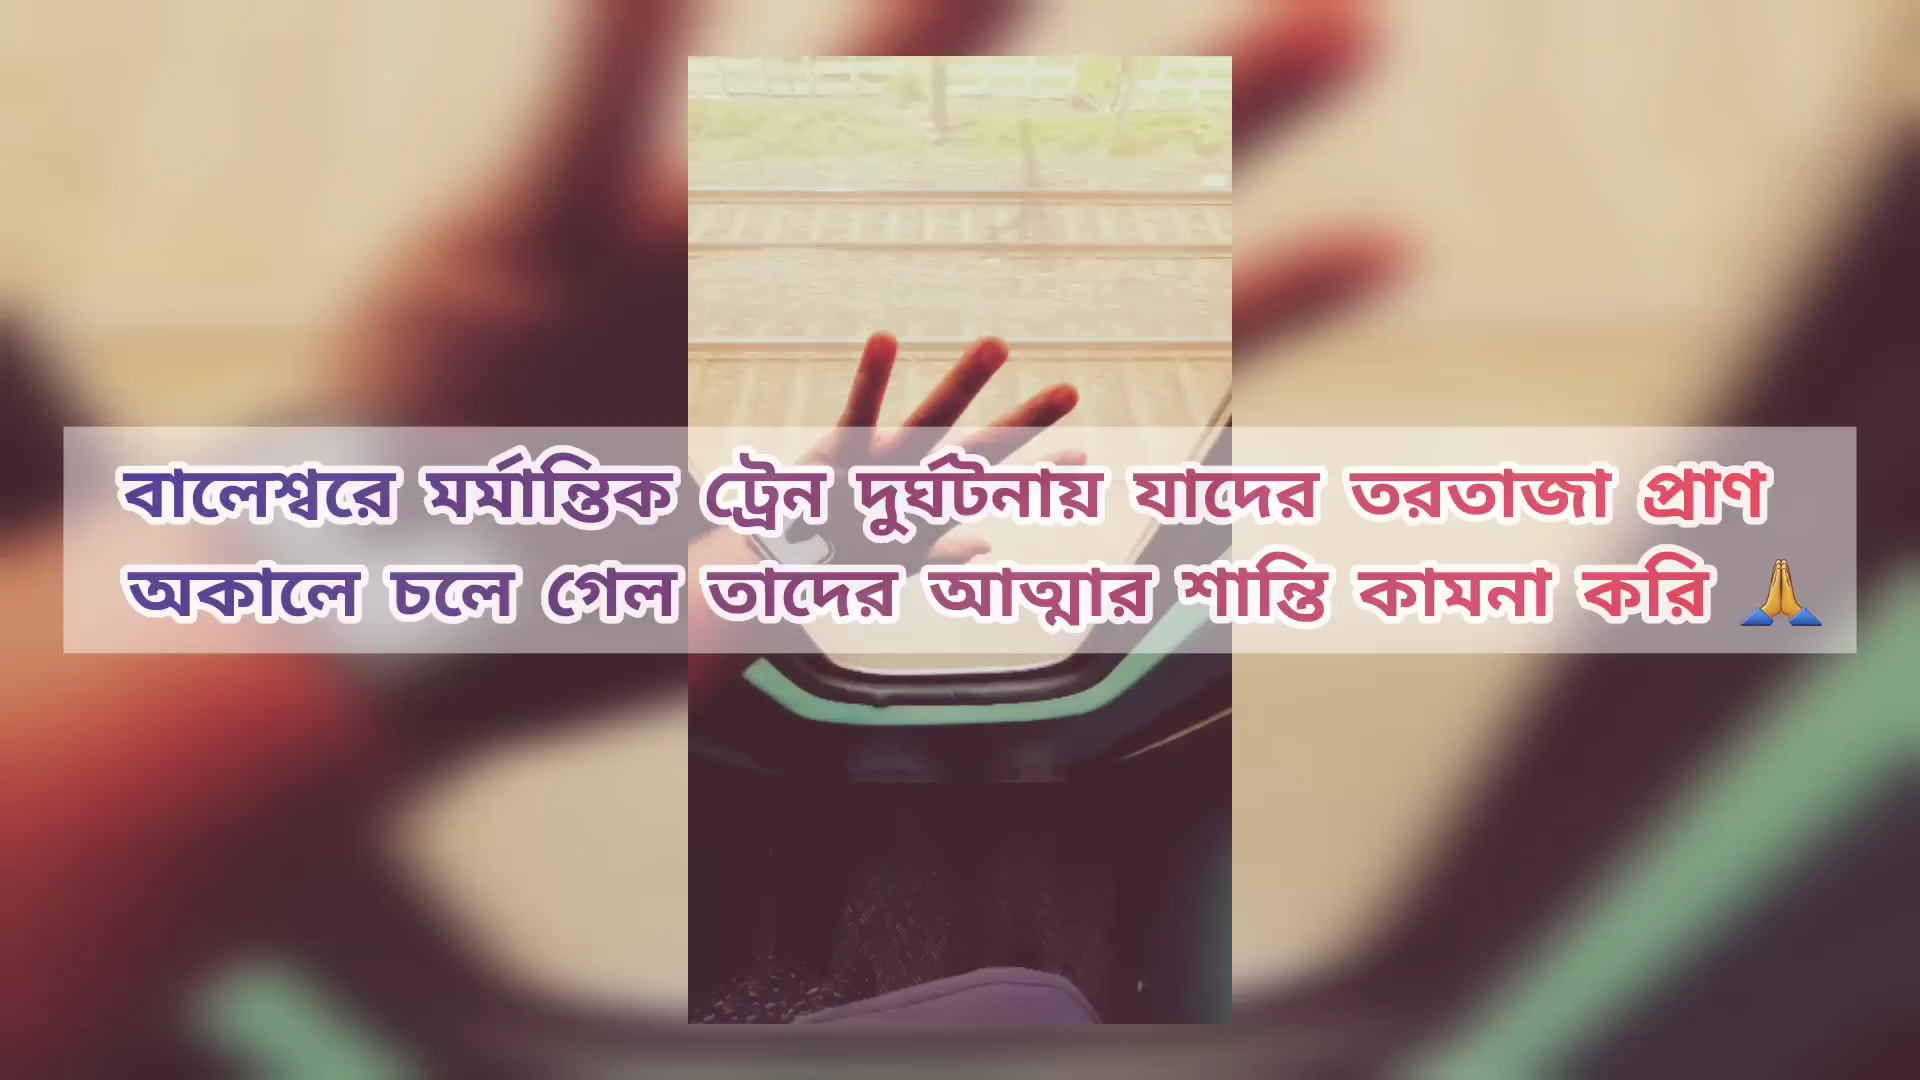 বালেশ্বরে মর্মান্তিক ট্রেন দুর্ঘটনায় যাদের তরতাজা প্রাণ
অকালে চলে গেল তাদের আত্মার শান্তি কামনা করি 🙏